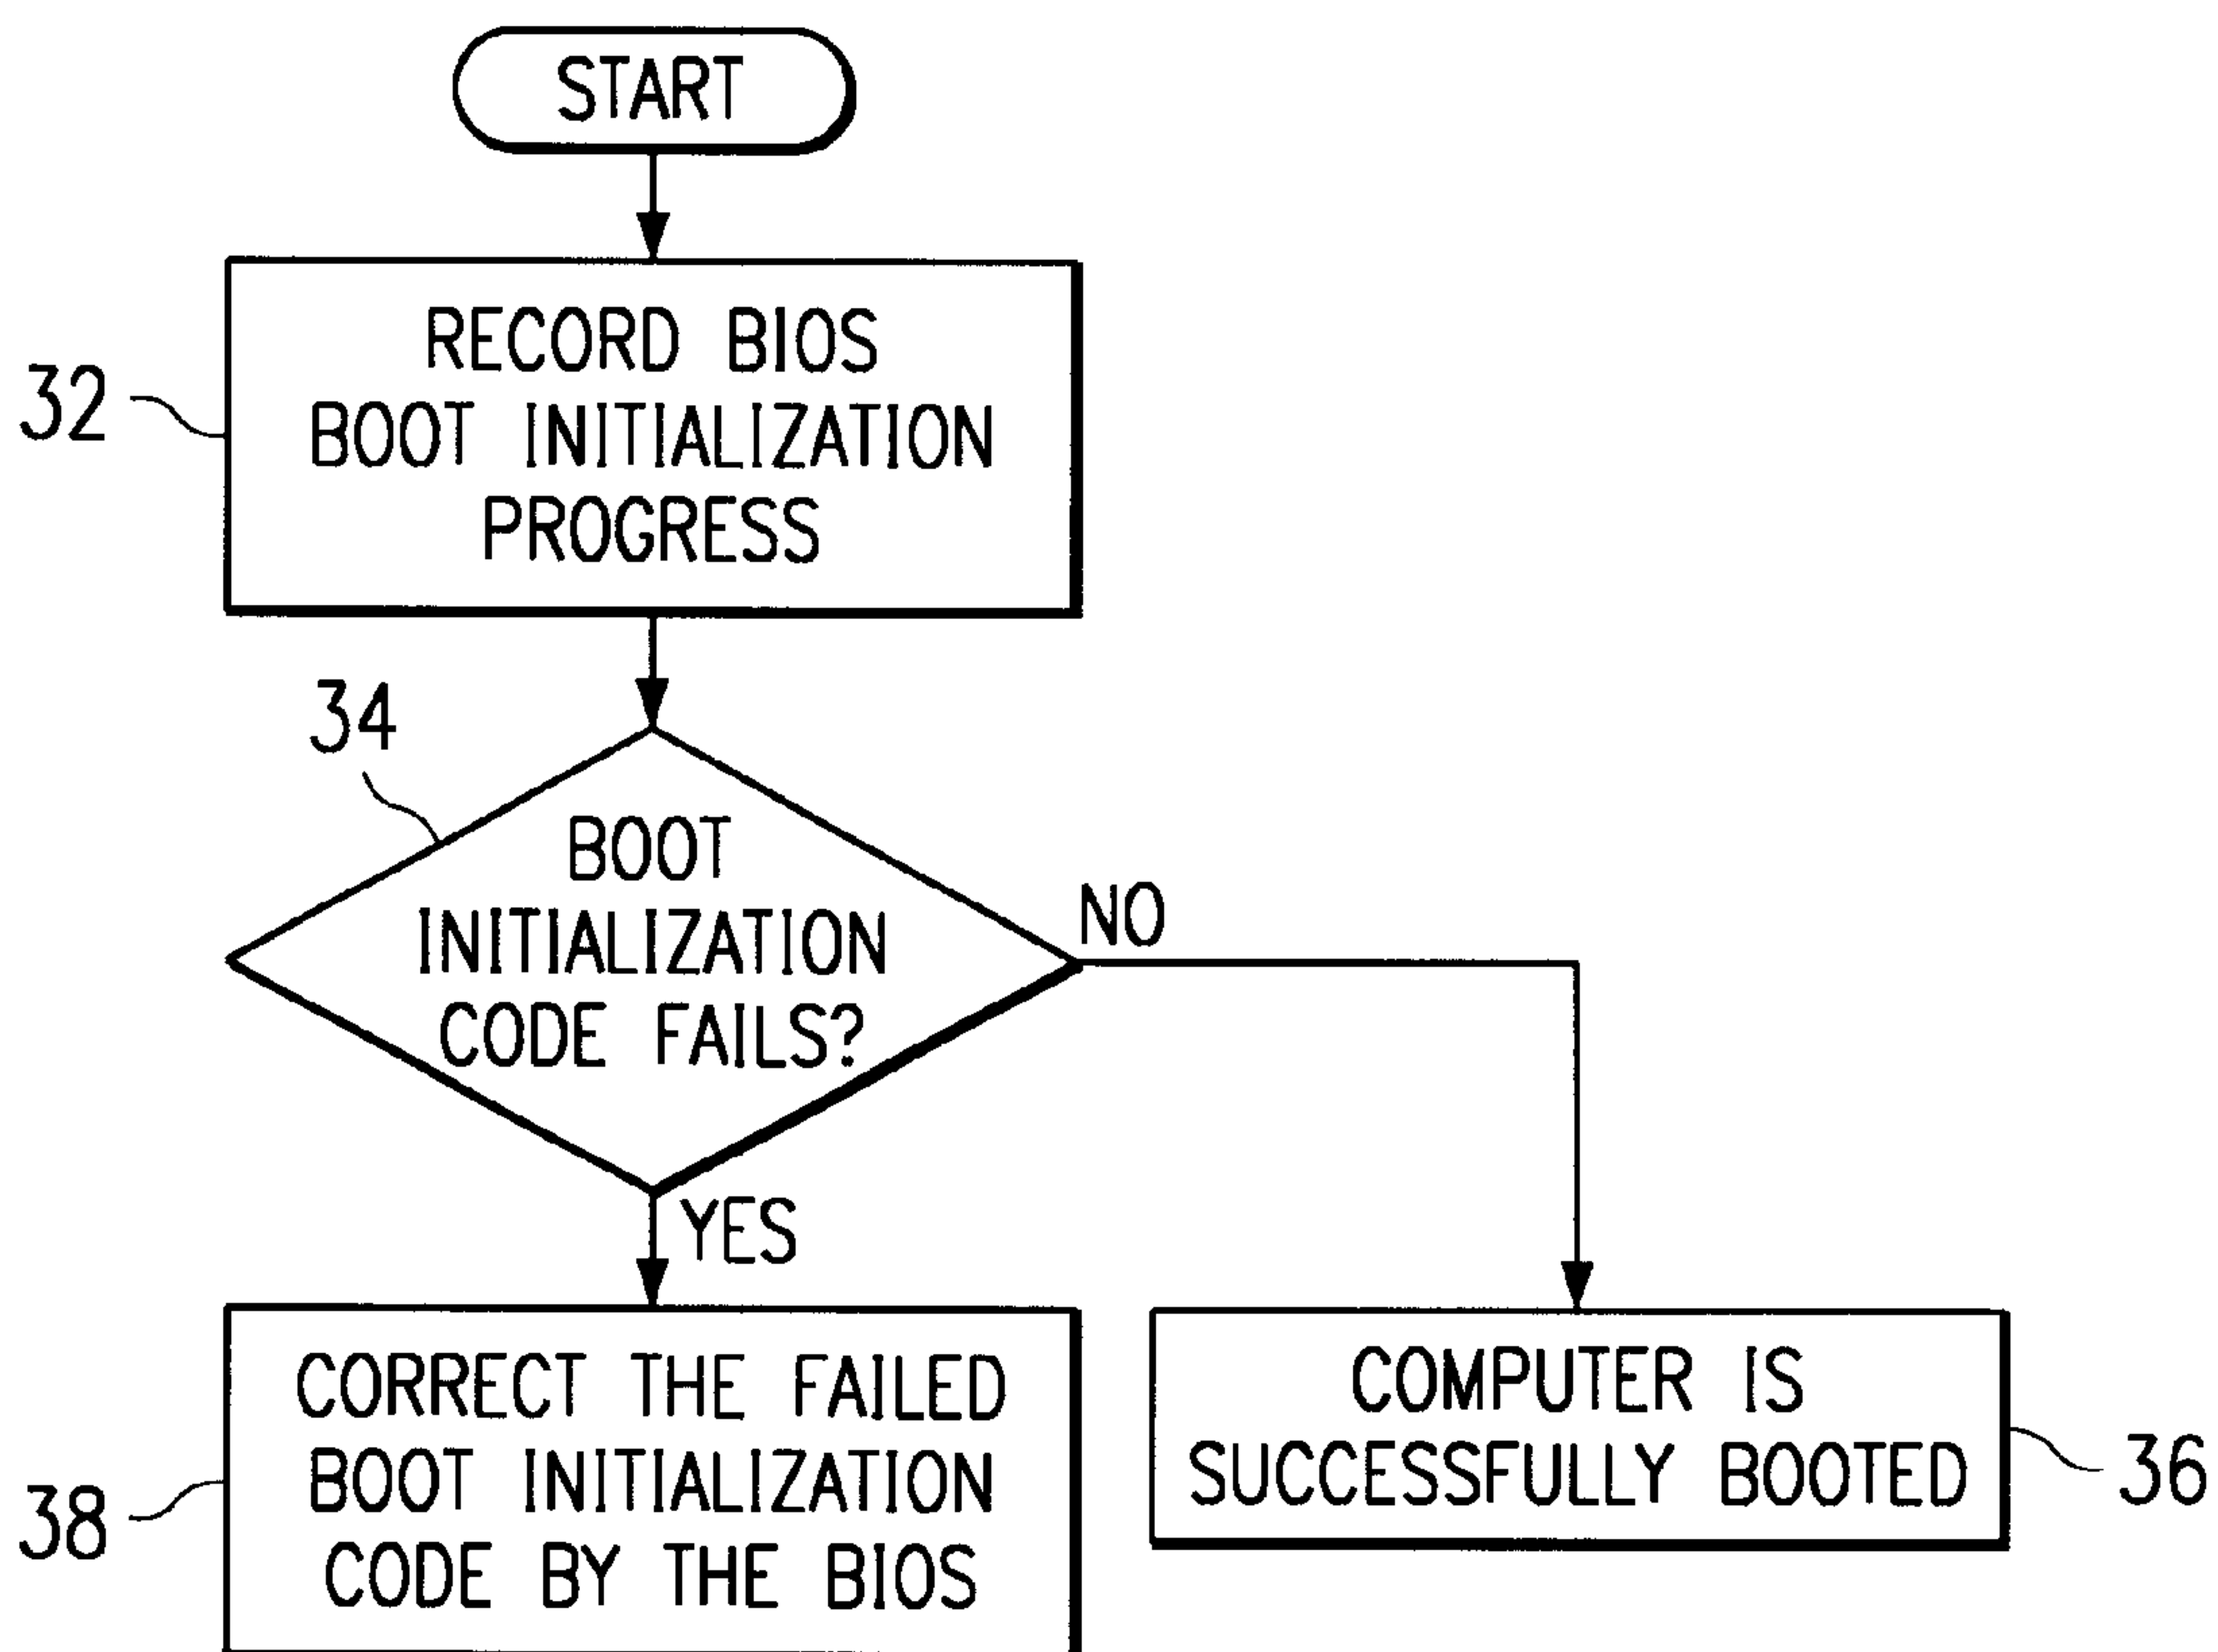 START
32
RECORD BIOS
BOOT INITIALIZATION
PROGRESS
34
BOOT
INITIALIZATION
CODE FAILS?
NO
YES
38
CORRECT THE FAILED
BOOT INITIALIZATION
CODE BY THE BIOS
COMPUTER IS
SUCCESSFULLY BOOTED
36